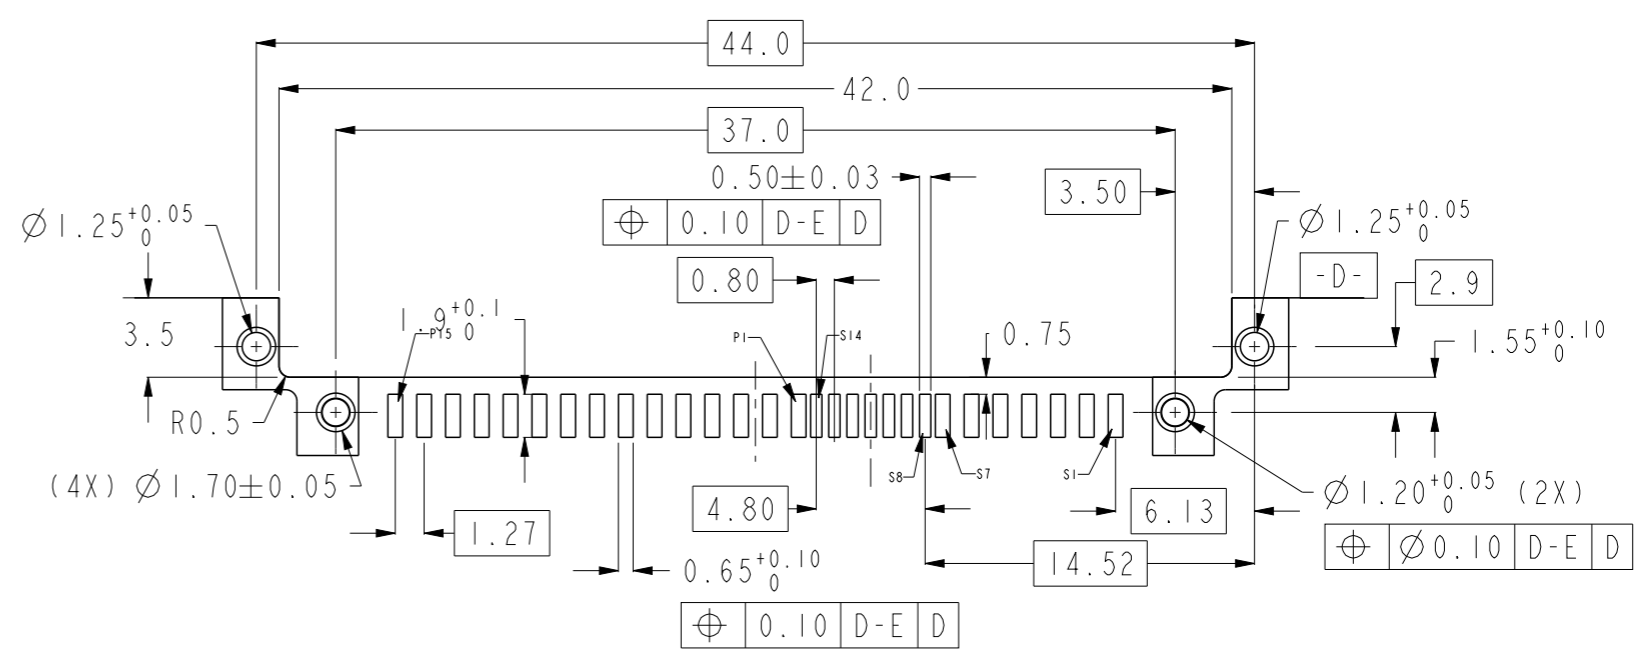 44.0
42.0
37.0
0.50±0.03
⌖ 0.10 D-E D
3.50
Ø1.25 +0.05 0
Ø1.25 +0.05 0
-D-
0.80
2.9
3.5
1.9 +0.1 0
P15
P1
S14
0.75
1.55 +0.10 0
R0.5
(4X) Ø1.70±0.05
S8
S7
S1
4.80
6.13
Ø1.20 +0.05 0 (2X)
⌖ Ø0.10 D-E D
1.27
14.52
0.65 +0.10 0
⌖ 0.10 D-E D